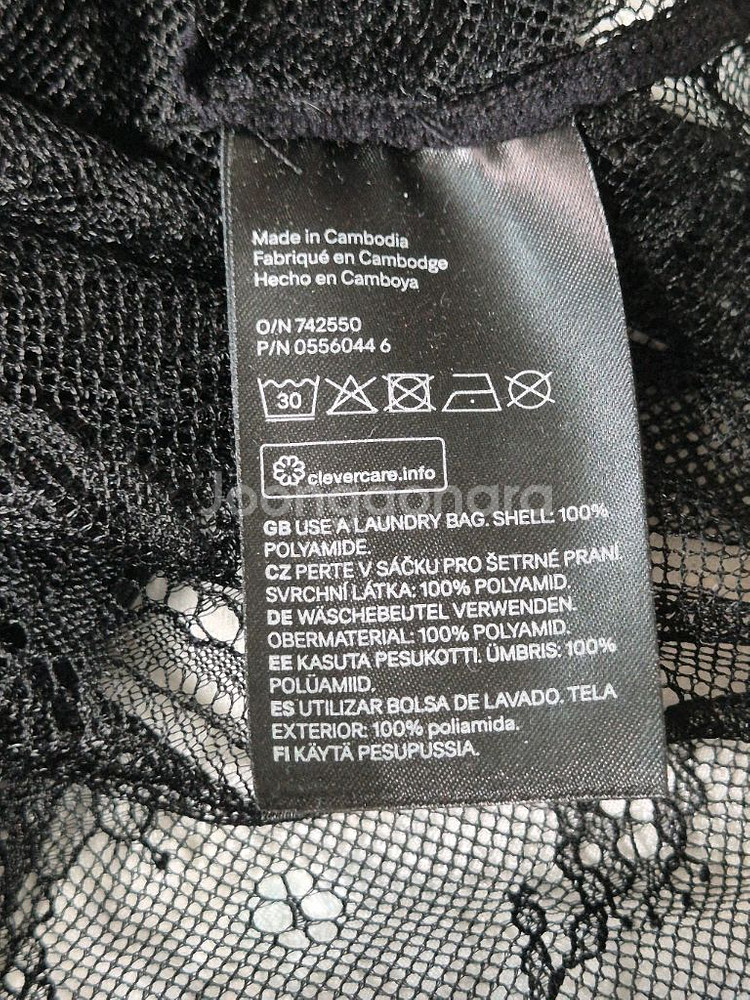 Made in Cambodia
Fabriqué en Cambodge
Hecho en Camboya
O/N 742550
P/N 0556044 6
30
clevercare.info
Joonggonara
GB USE A LAUNDRY BAG. SHELL: 100%
POLYAMIDE.
CZ PERTE V SÁČKU PRO ŠETRNÉ PRANÍ.
SVRCHNÍ LÁTKA: 100% POLYAMID.
DE WÄSCHEBEUTEL VERWENDEN.
OBERMATERIAL: 100% POLYAMID.
EE KASUTA PESUKOTTI. ÜMBRIS: 100%
POLÜAMIID.
ES UTILIZAR BOLSA DE LAVADO. TELA
EXTERIOR: 100% poliamida.
FI KÄYTÄ PESUPUSSIA.